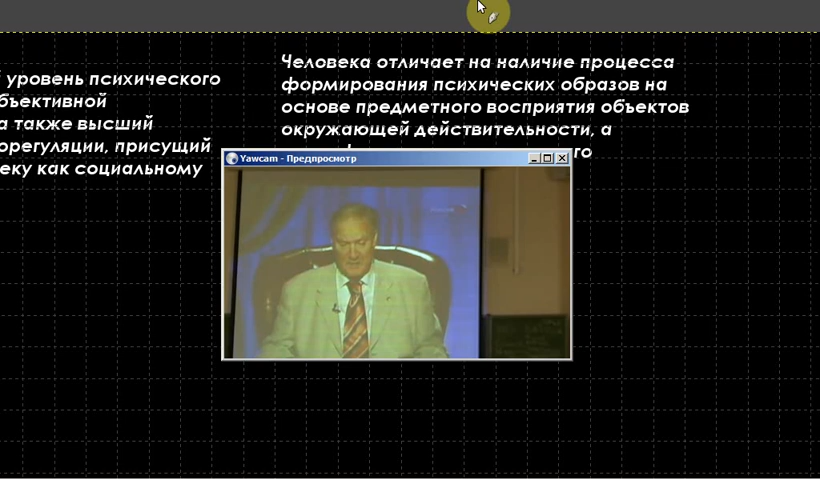 уровень психического
бъективной
а также высший
орегуляции, присущий
еку как социальному
Человека отличает на наличие процесса
формирования психических образов на
основе предметного восприятия объектов
окружающей действительности, а
го
Yawcam - Предпросмотр